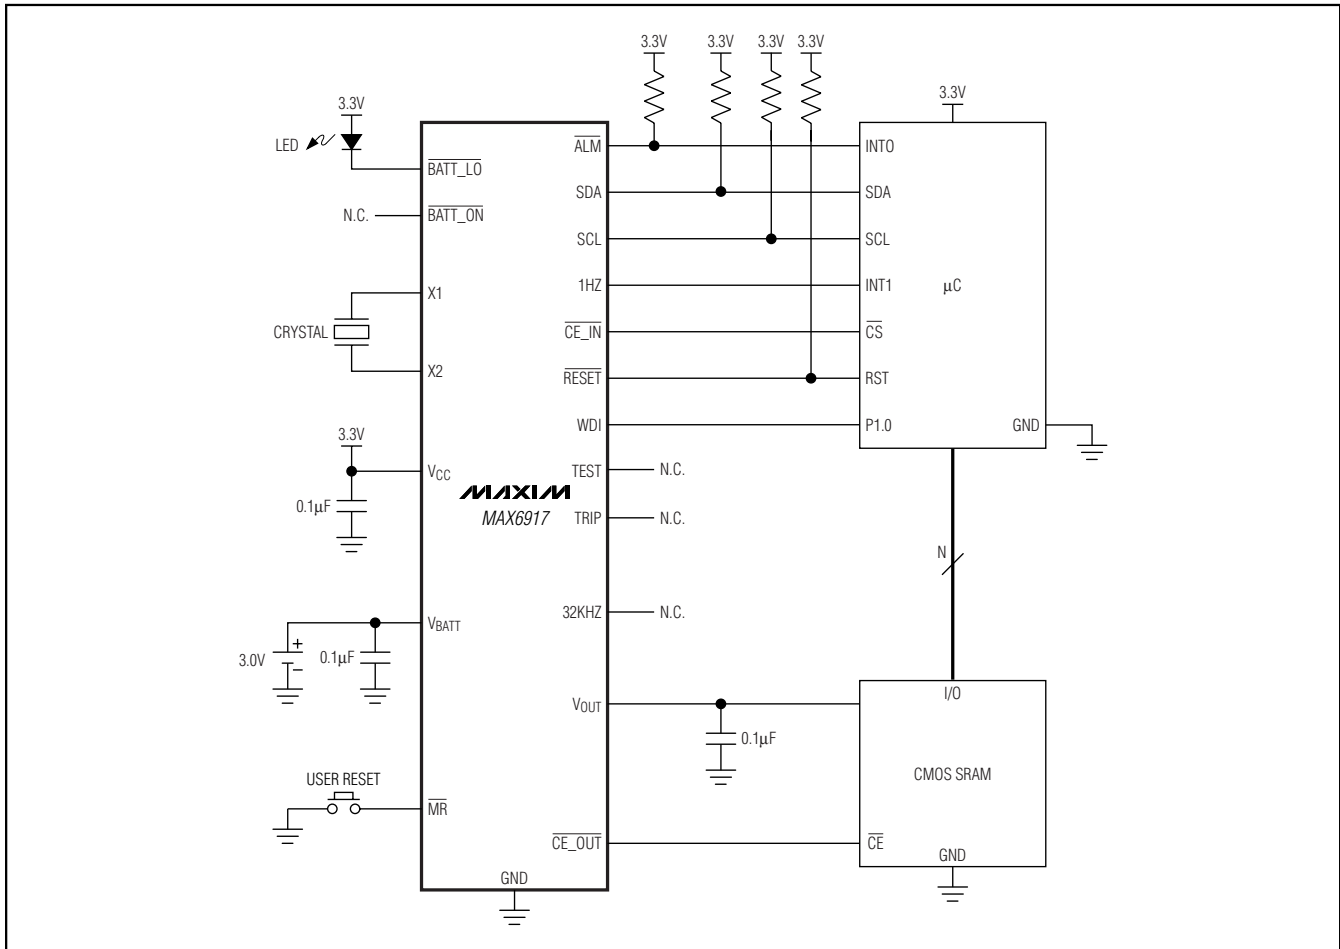 3.3V 3.3V 3.3V 3.3V
3.3V
3.3V
LED
BATT_LO
N.C. BATT_ON
X1
CRYSTAL
X2
3.3V
VCC
0.1µF
VBATT
3.0V
+
−
0.1µF
USER RESET
MR
MAXIM
MAX6917
GND
ALM
SDA
SCL
1HZ
CE_IN
RESET
WDI
TEST N.C.
TRIP N.C.
32KHZ N.C.
VOUT
0.1µF
CE_OUT
INT0
SDA
SCL
INT1
µC
CS
RST
P1.0
GND
N
I/O
CMOS SRAM
CE
GND